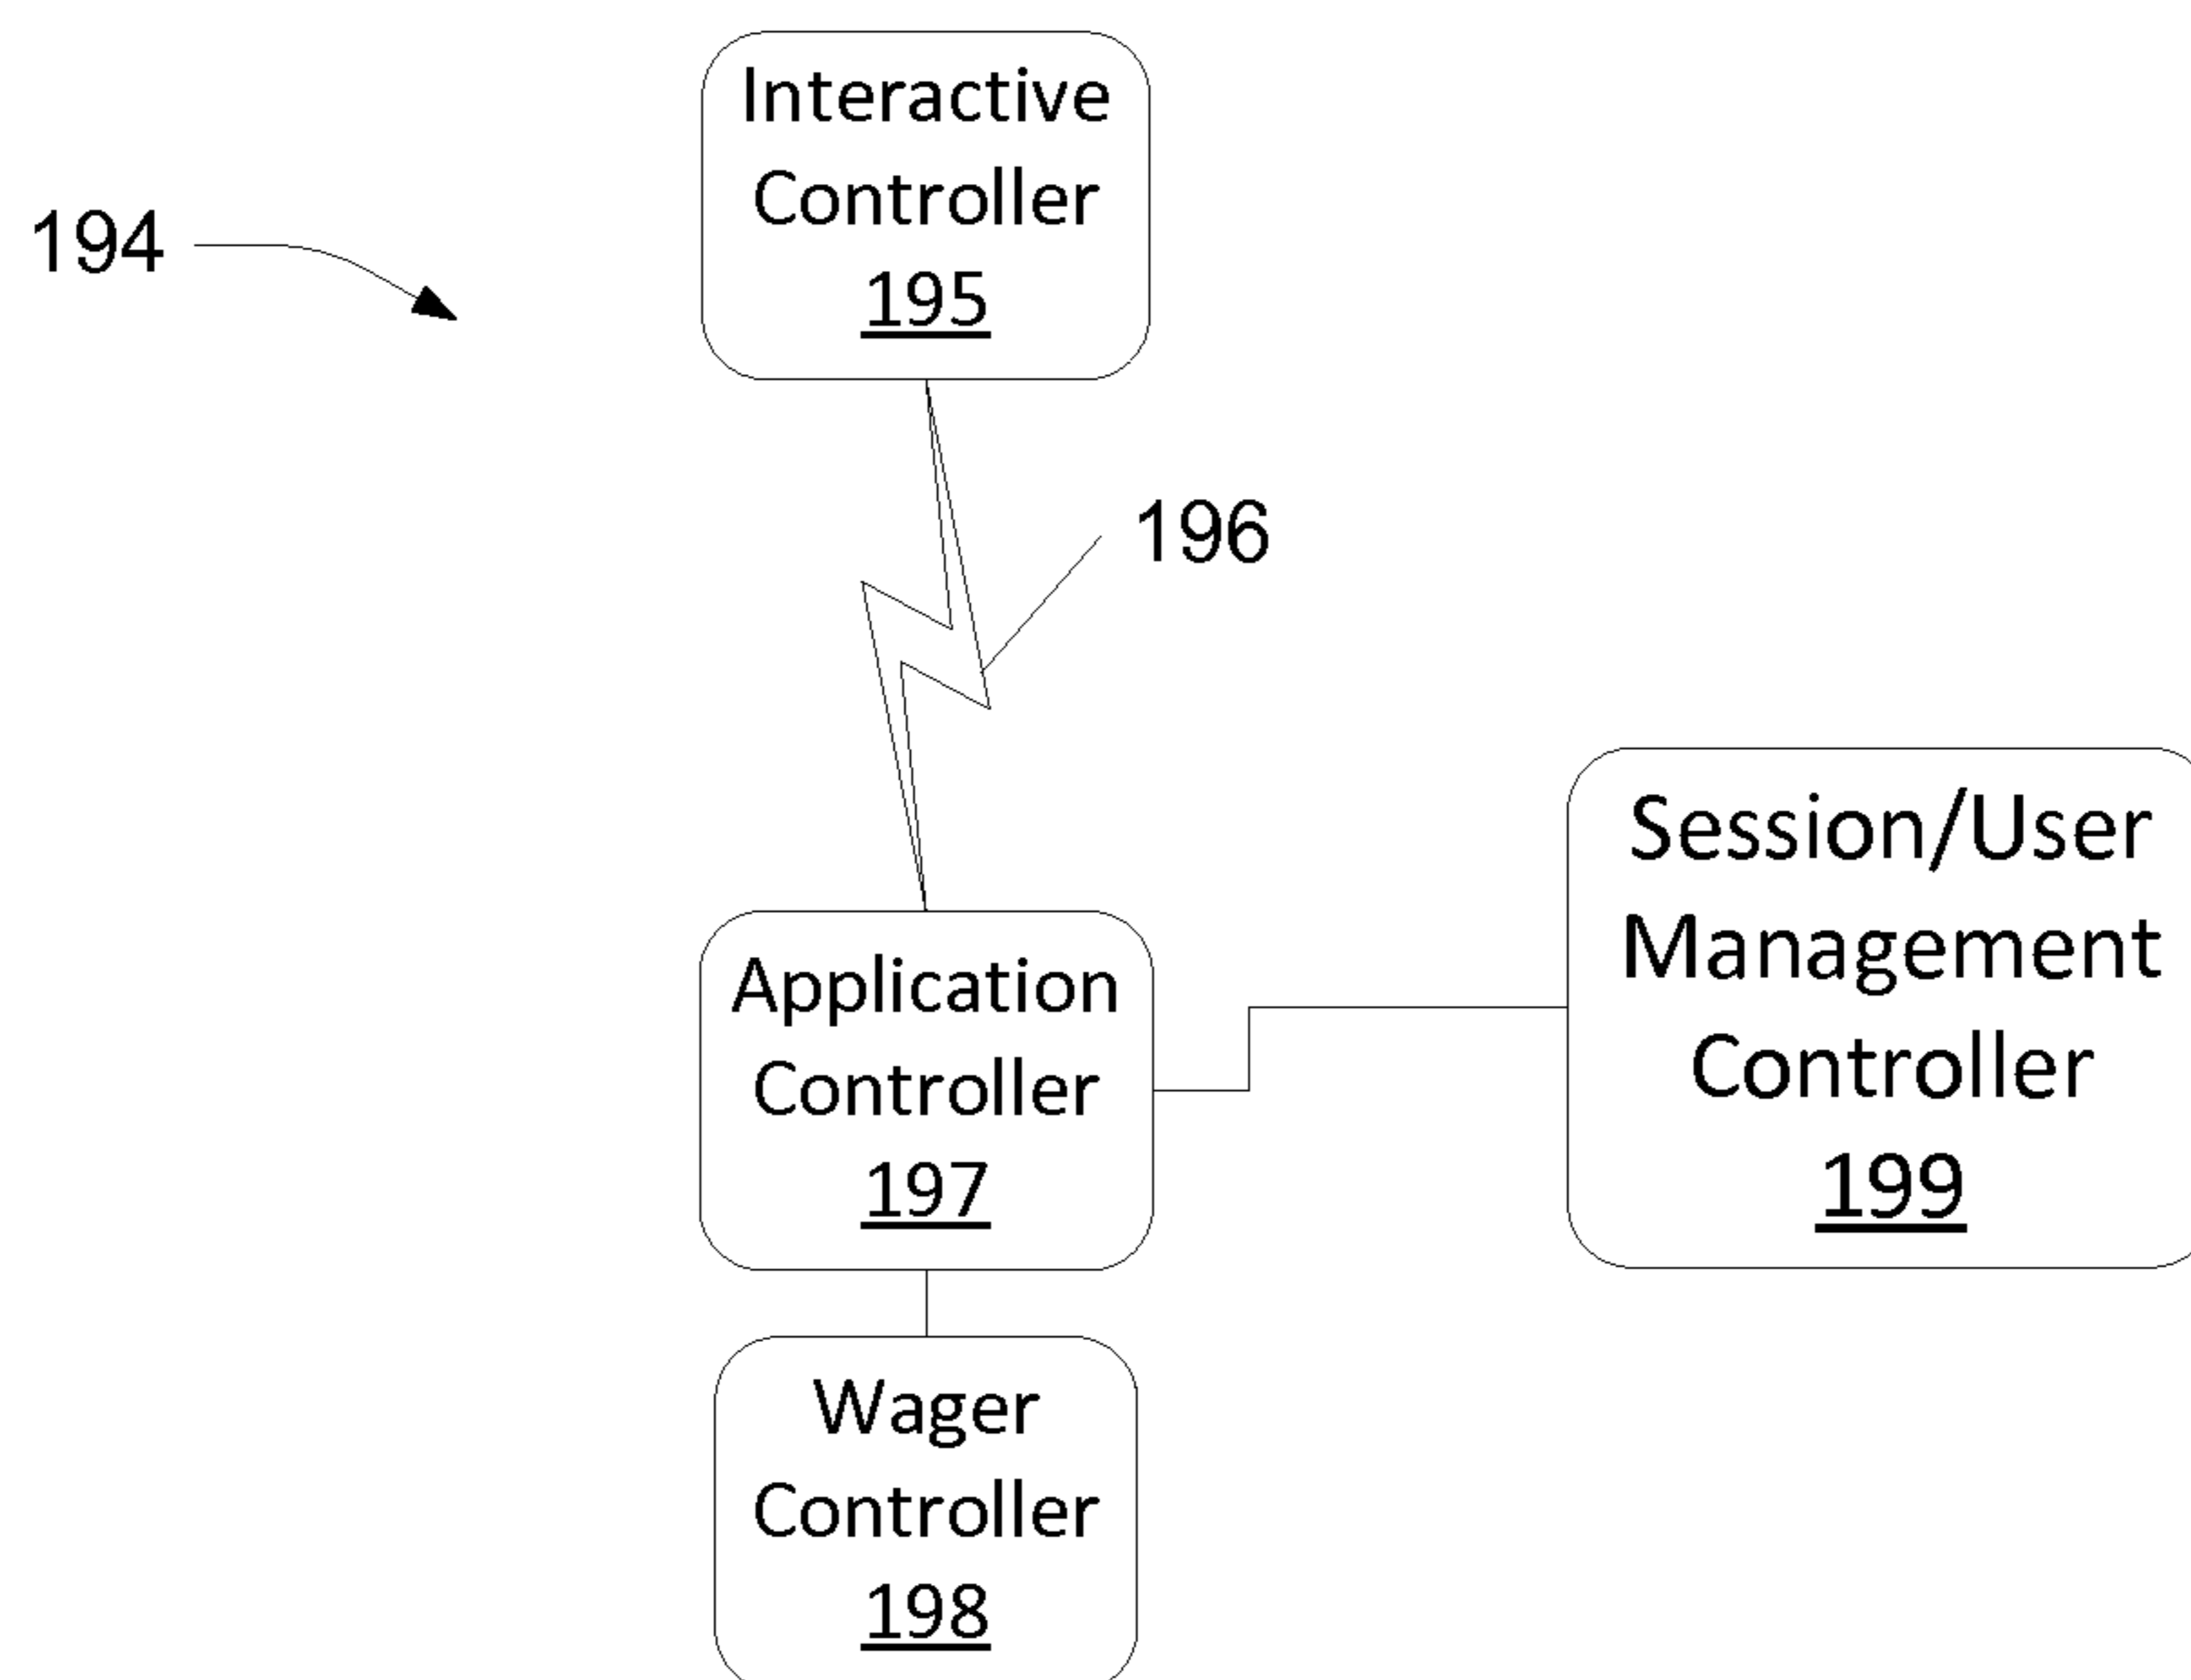 Interactive
Controller
195
194
196
Application
Controller
197
Session/User
Management
Controller
199
Wager
Controller
198